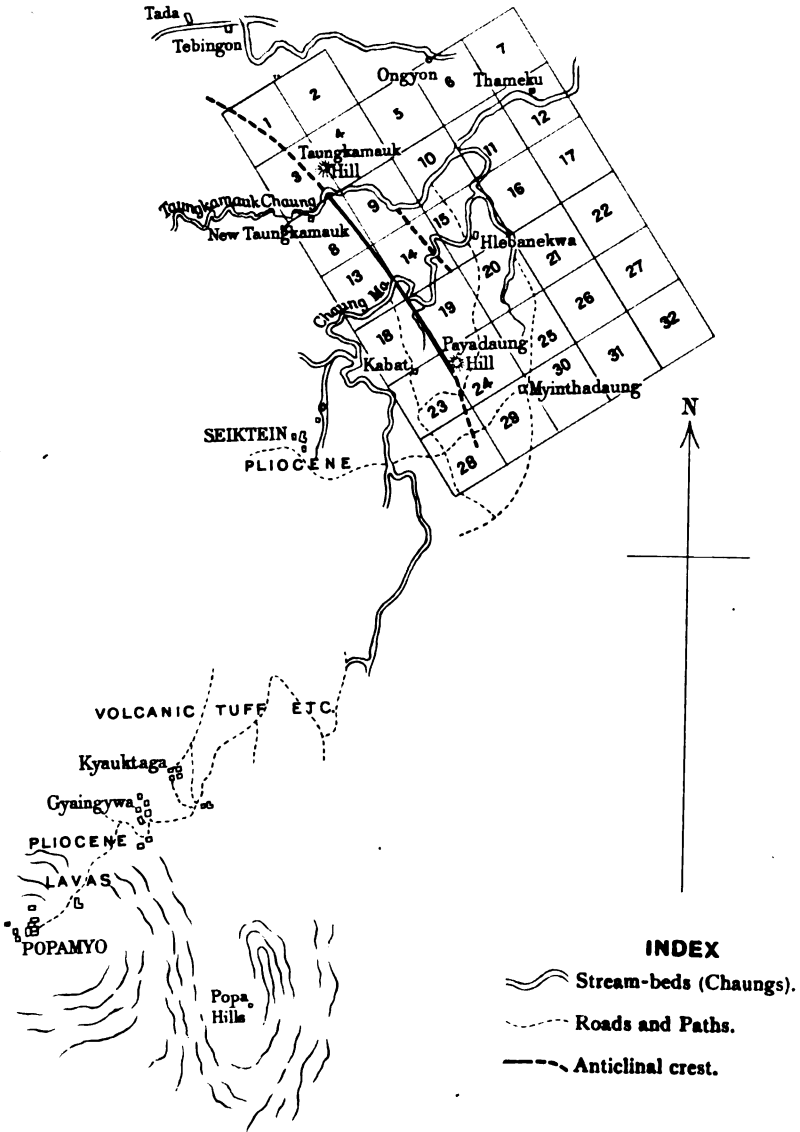 Tada
Tebingon
Ongyon
Thameku
7
6
2
5
12
1
4
Taungkamauk
Hill
10
11
17
3
16
9
15
22
Taungkamauk Chaung
New Taungkamauk
Hlebanekwa
8
14
21
27
13
20
26
Chaung Ma
19
32
18
Payadaung
Hill
25
31
Kabat
30
24
Myinthadaung
23
29
28
SEIKTEIN
PLIOCENE
N
VOLCANIC TUFF ETC.
Kyauktaga
Gyaingywa
PLIOCENE
LAVAS
POPAMYO
Popa
Hills
INDEX
Stream-beds (Chaungs).
Roads and Paths.
Anticlinal crest.